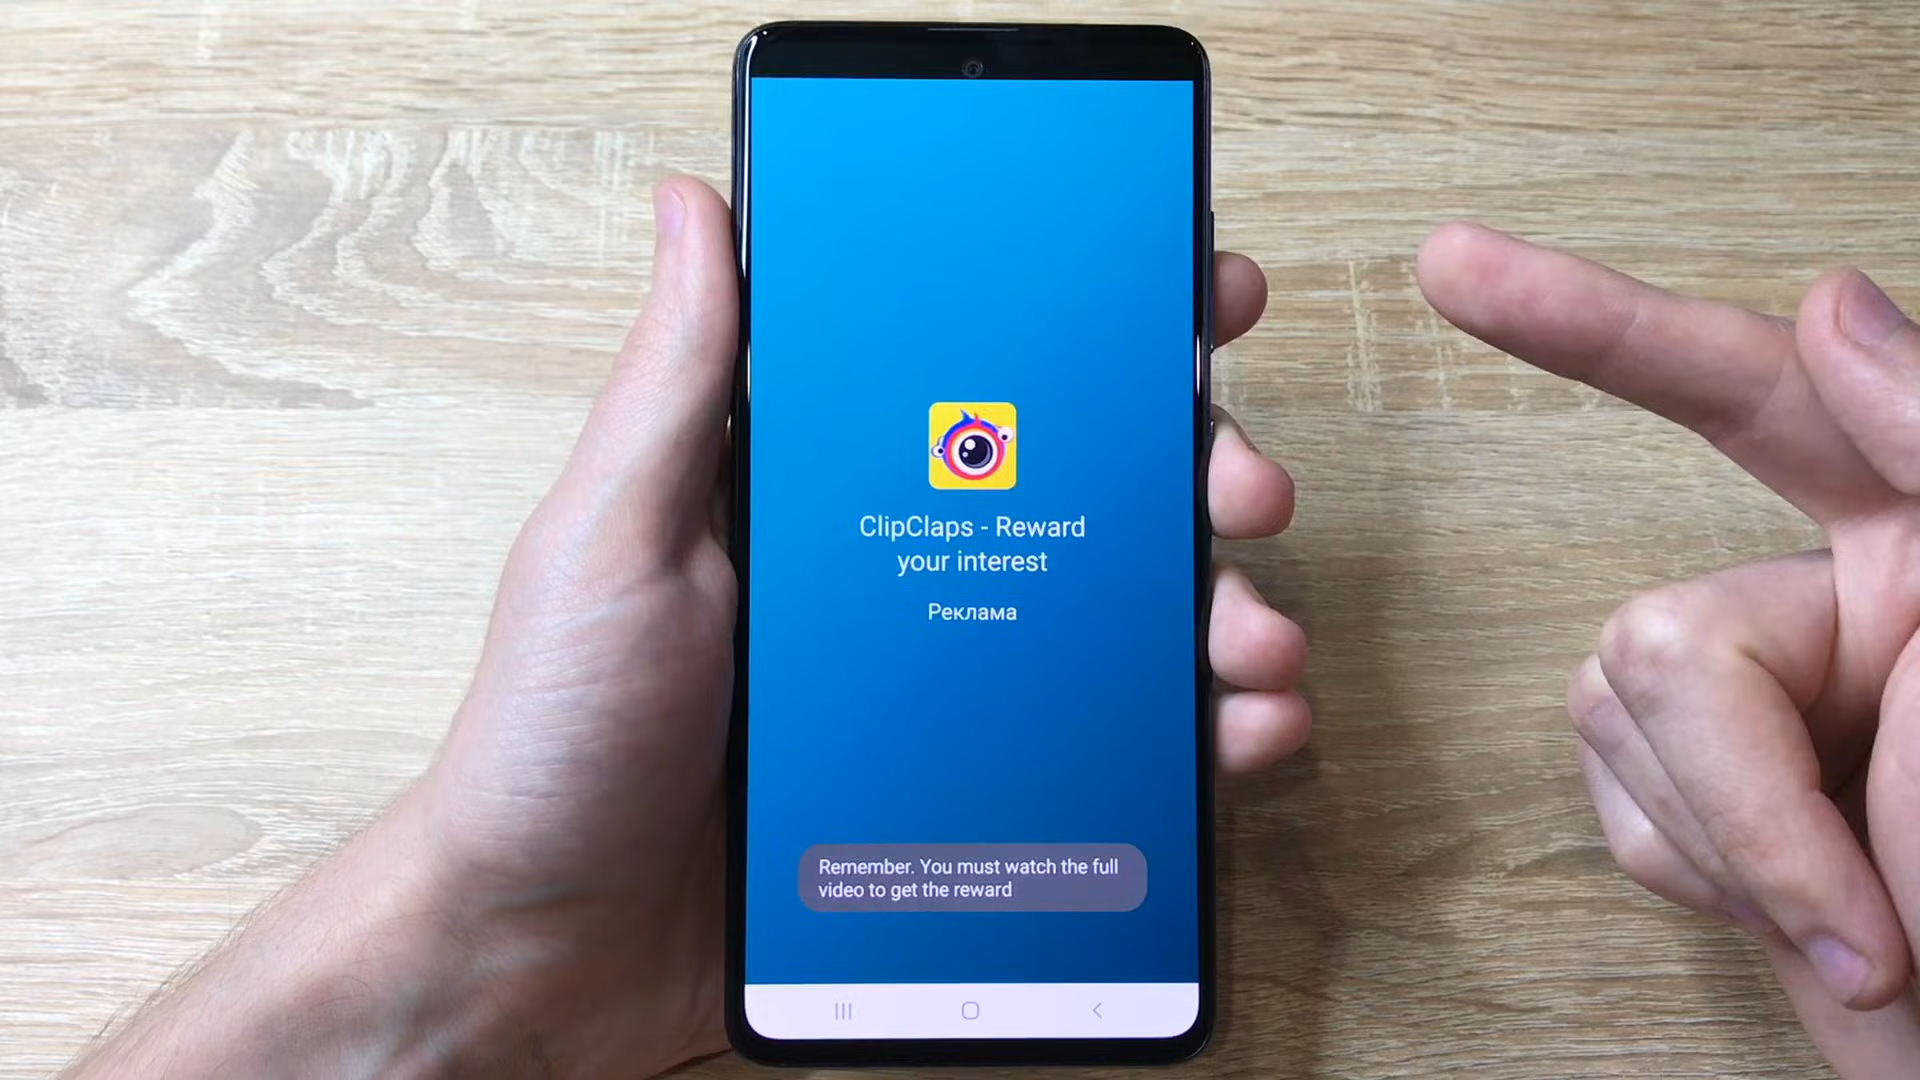 ClipClaps - Reward
your interest
Реклама
Remember. You must watch the full
video to get the reward